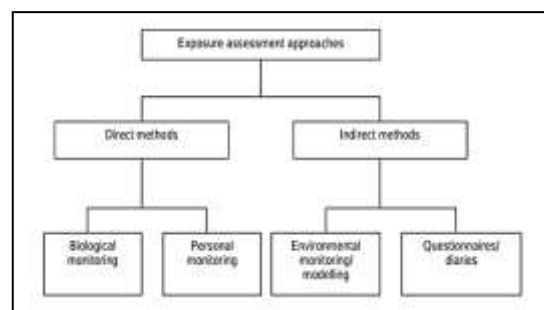 Exposure assessment approaches
Direct methods
Indirect methods
Biological
monitoring
Personal
monitoring
Environmental
monitoring/
modelling
Questionnaires/
diaries